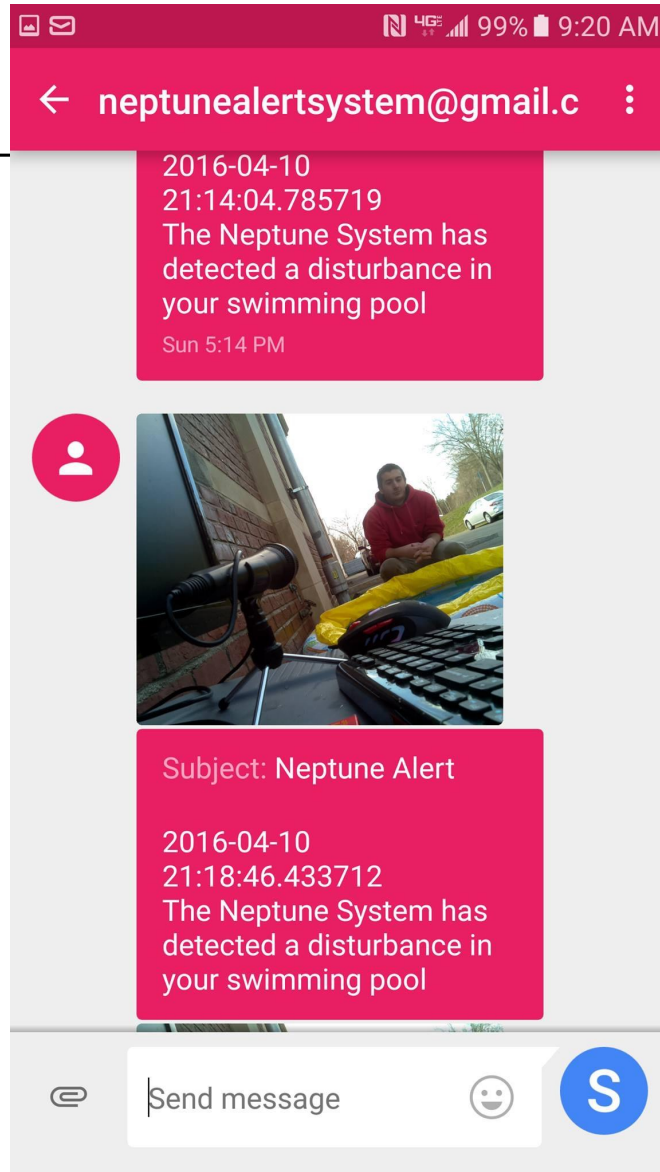 99% 9:20 AM
neptunealertsystem@gmail.c
2016-04-10
21:14:04.785719
The Neptune System has
detected a disturbance in
your swimming pool
Sun 5:14 PM
Subject: Neptune Alert
2016-04-10
21:18:46.433712
The Neptune System has
detected a disturbance in
your swimming pool
Send message
S